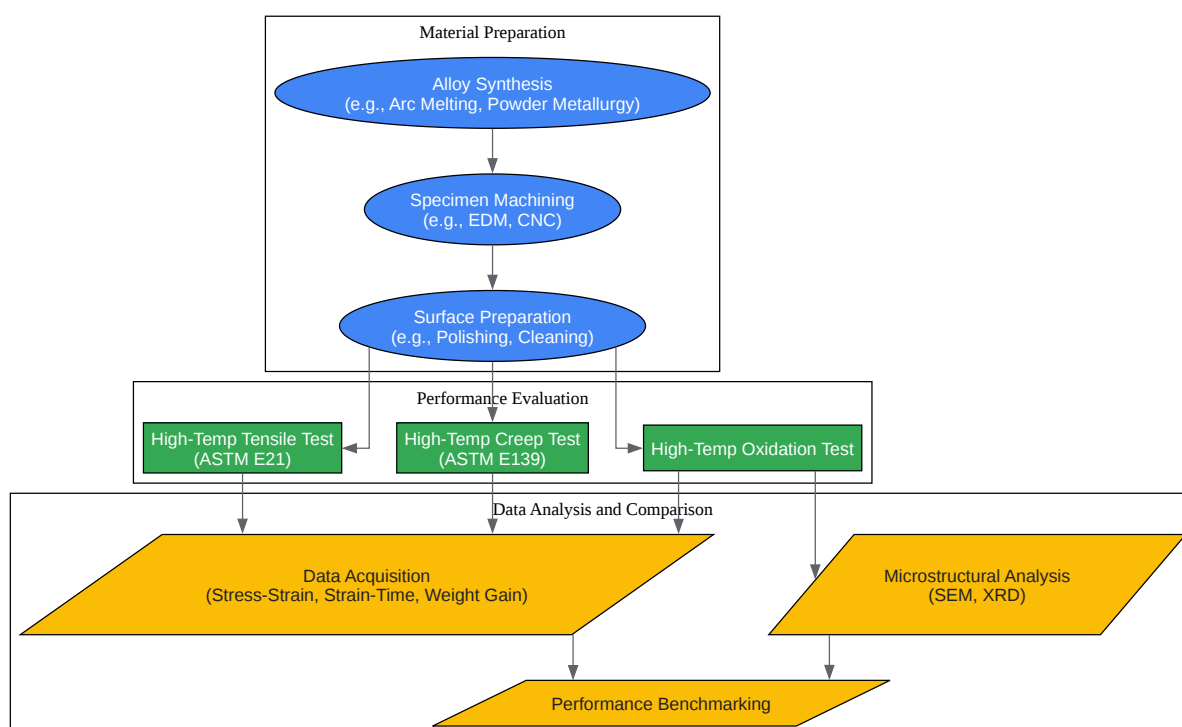 Material Preparation
Alloy Synthesis
(e.g., Arc Melting, Powder Metallurgy)
Specimen Machining
(e.g., EDM, CNC)
Surface Preparation
(e.g., Polishing, Cleaning)
Performance Evaluation
High-Temp Tensile Test
(ASTM E21)
High-Temp Creep Test
(ASTM E139)
High-Temp Oxidation Test
Data Analysis and Comparison
Data Acquisition
(Stress-Strain, Strain-Time, Weight Gain)
Microstructural Analysis
(SEM, XRD)
Performance Benchmarking